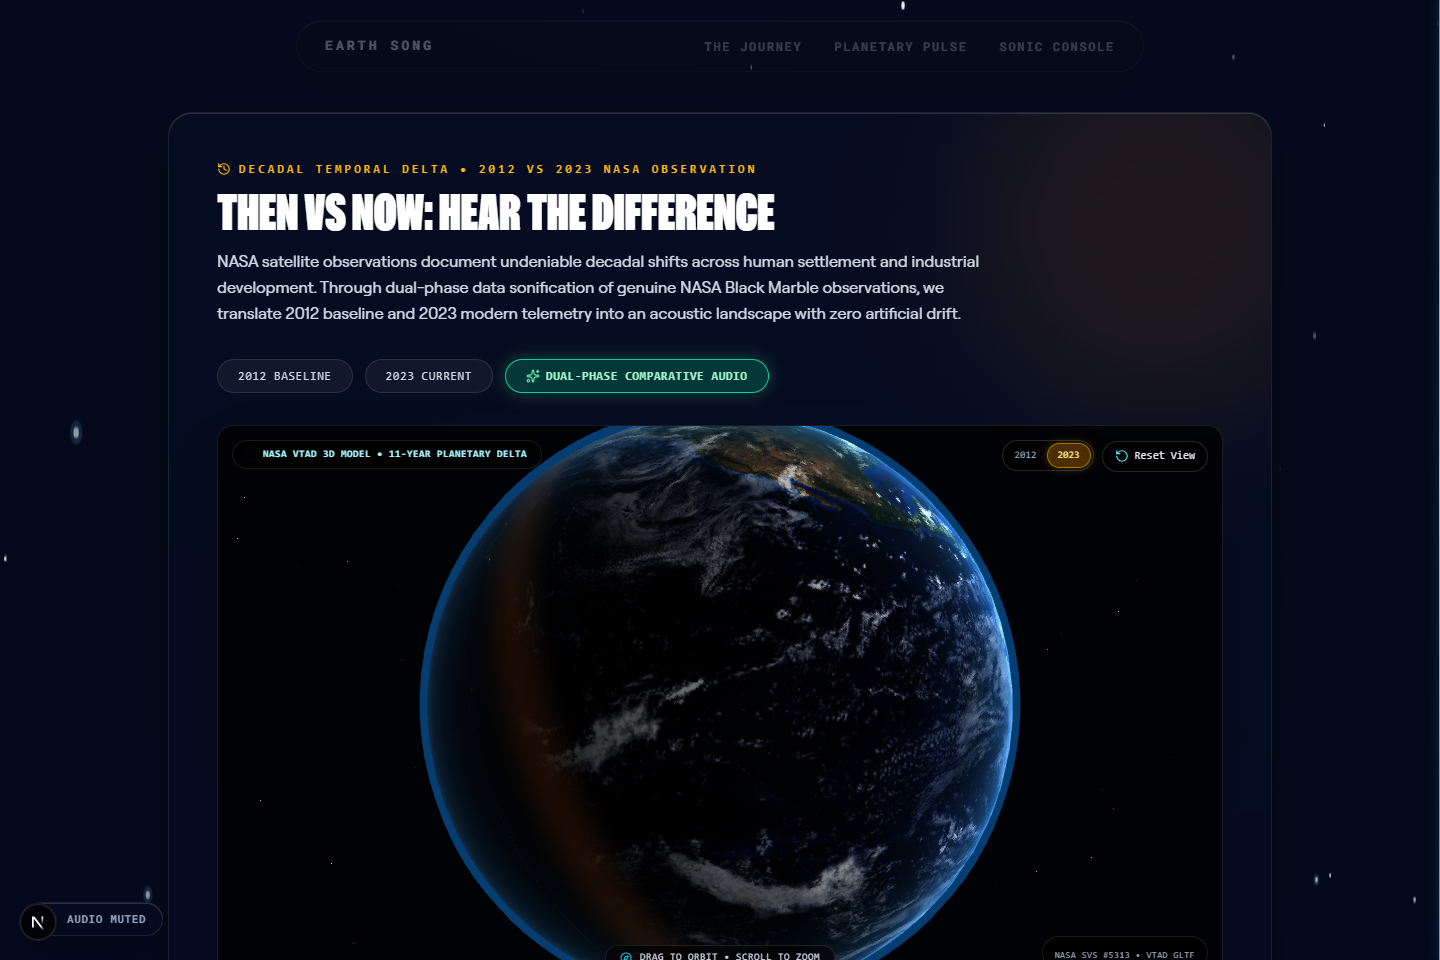 EARTH SONG
THE JOURNEY
PLANETARY PULSE
SONIC CONSOLE
DECADAL TEMPORAL DELTA • 2012 VS 2023 NASA OBSERVATION
THEN VS NOW: HEAR THE DIFFERENCE
NASA satellite observations document undeniable decadal shifts across human settlement and industrial
development. Through dual-phase data sonification of genuine NASA Black Marble observations, we
translate 2012 baseline and 2023 modern telemetry into an acoustic landscape with zero artificial drift.
2012 BASELINE
2023 CURRENT
DUAL-PHASE COMPARATIVE AUDIO
NASA VTAD 3D MODEL • 11-YEAR PLANETARY DELTA
2012
2023
Reset View
N
AUDIO MUTED
DRAG TO ORBIT • SCROLL TO ZOOM
NASA SVS #5313 • VTAD GLTF